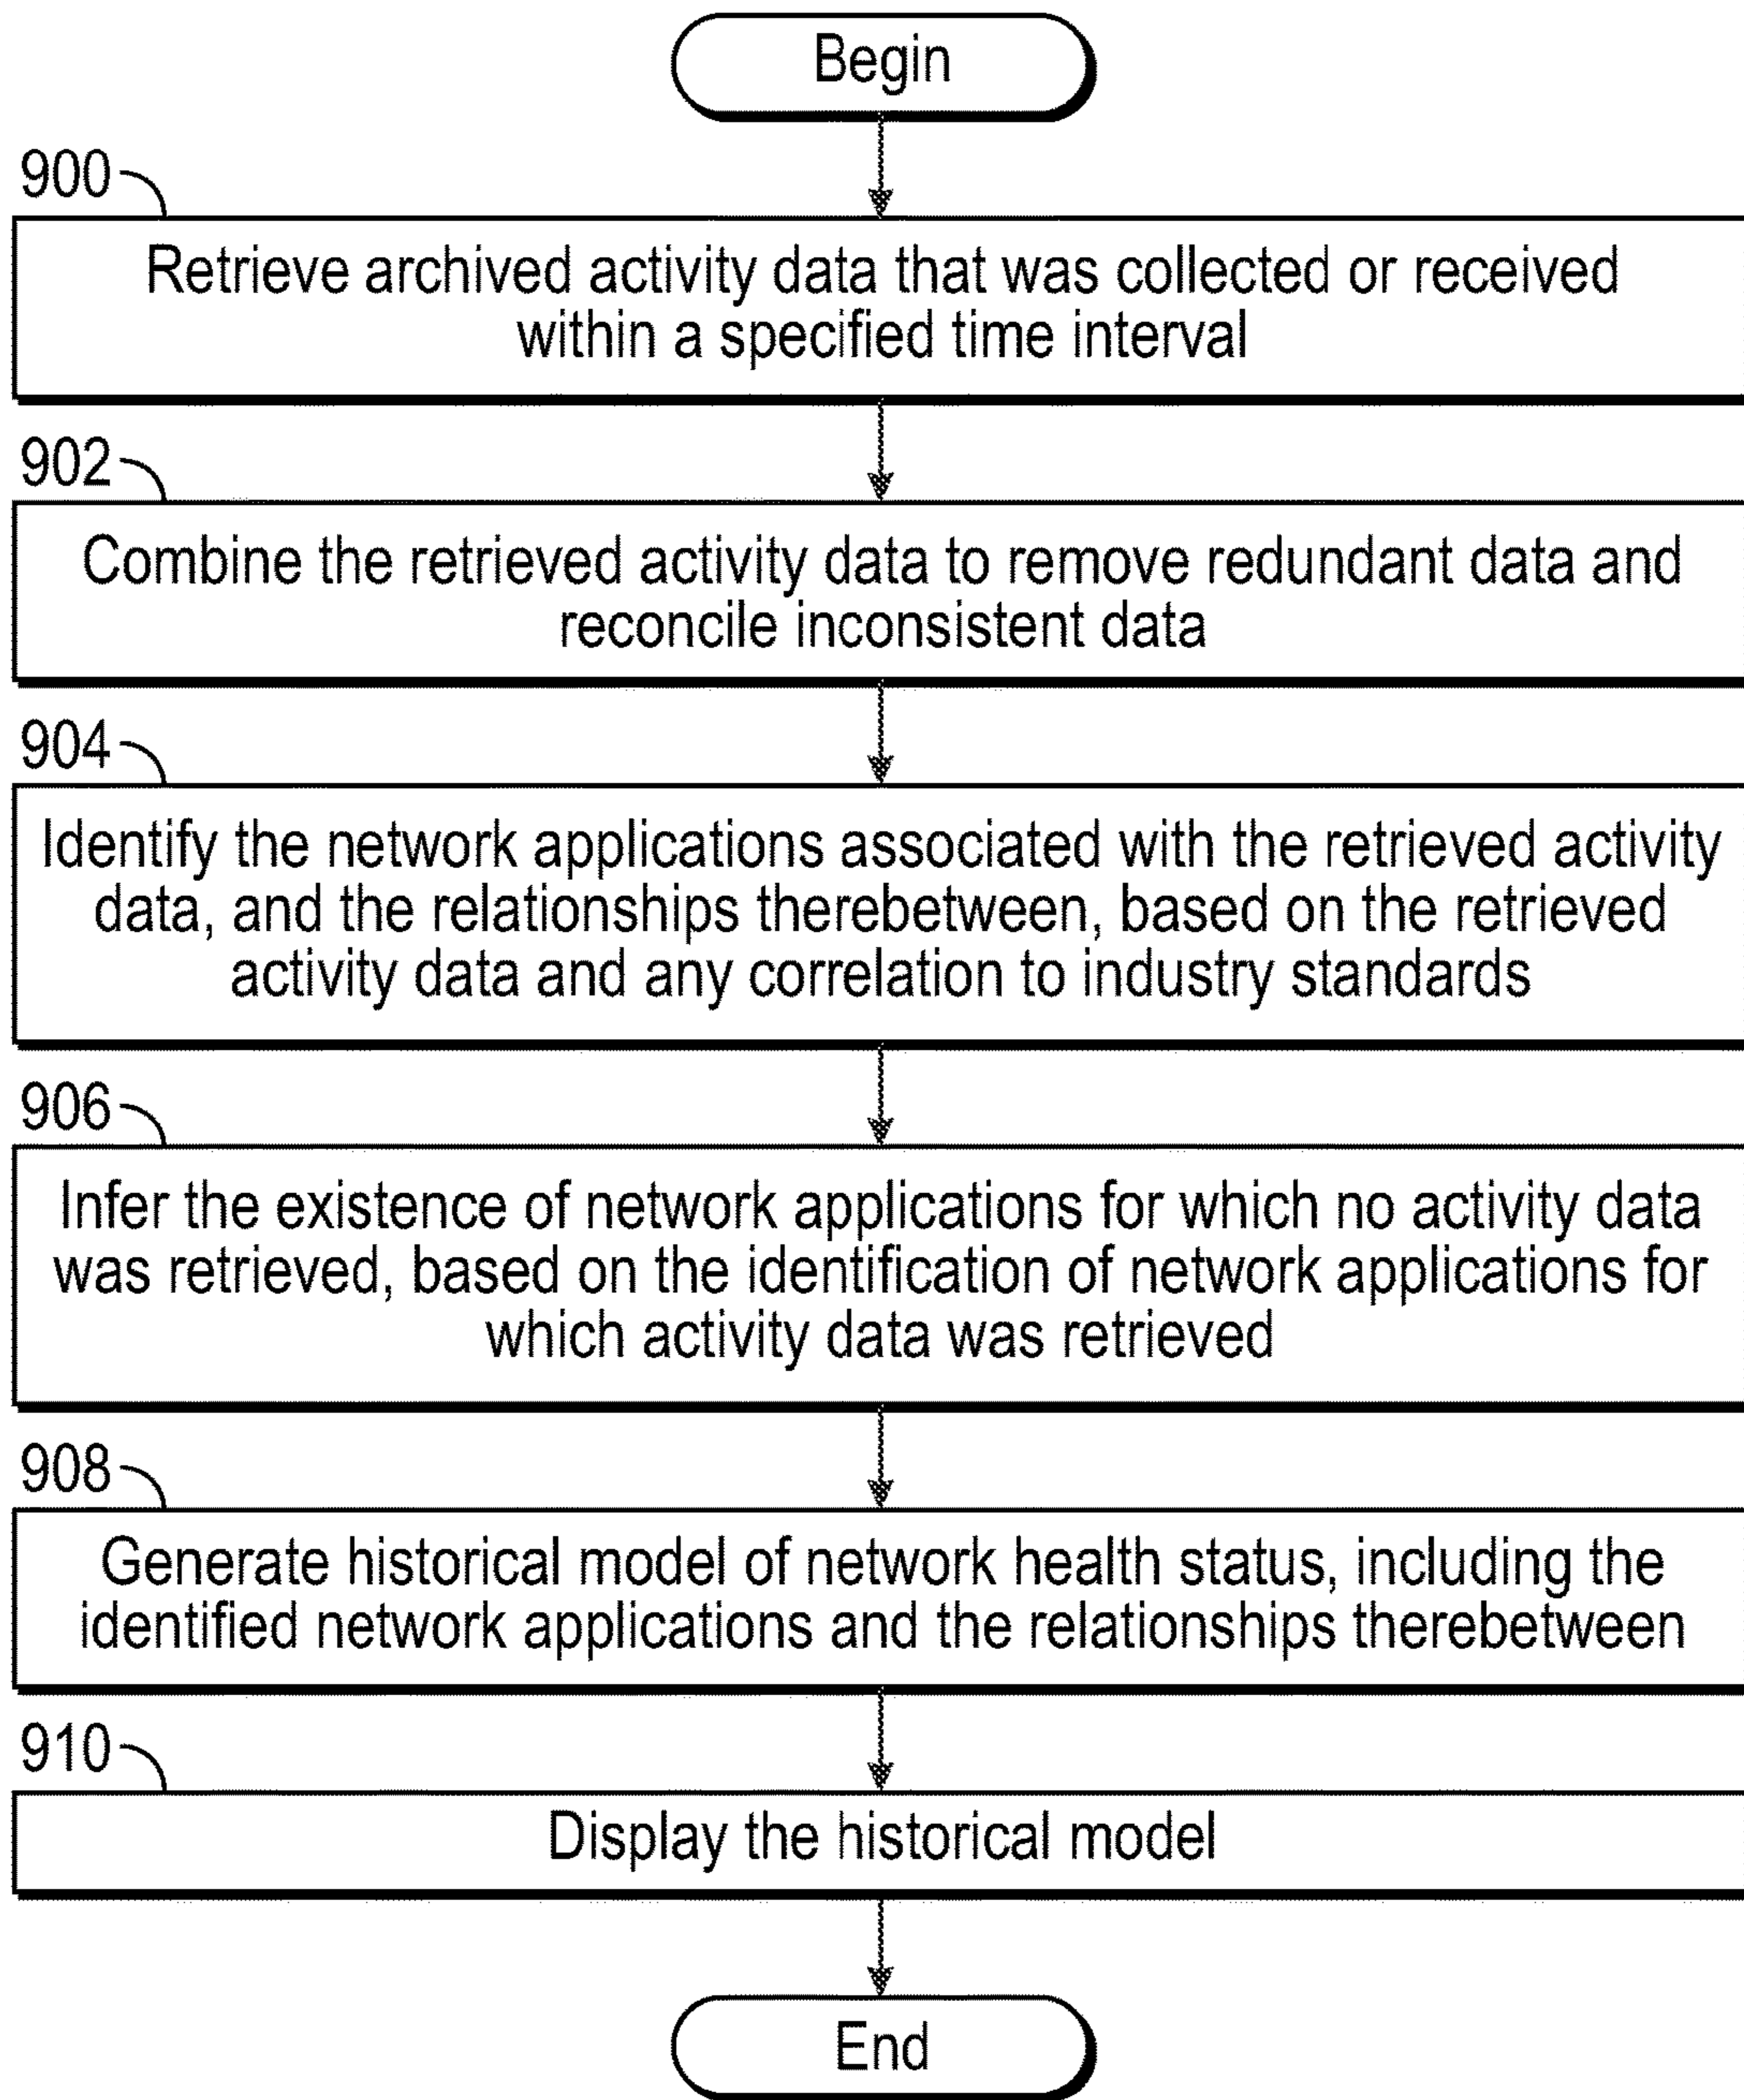 Begin
900
Retrieve archived activity data that was collected or received
within a specified time interval
902
Combine the retrieved activity data to remove redundant data and
reconcile inconsistent data
904
Identify the network applications associated with the retrieved activity
data, and the relationships therebetween, based on the retrieved
activity data and any correlation to industry standards
906
Infer the existence of network applications for which no activity data
was retrieved, based on the identification of network applications for
which activity data was retrieved
908
Generate historical model of network health status, including the
identified network applications and the relationships therebetween
910
Display the historical model
End